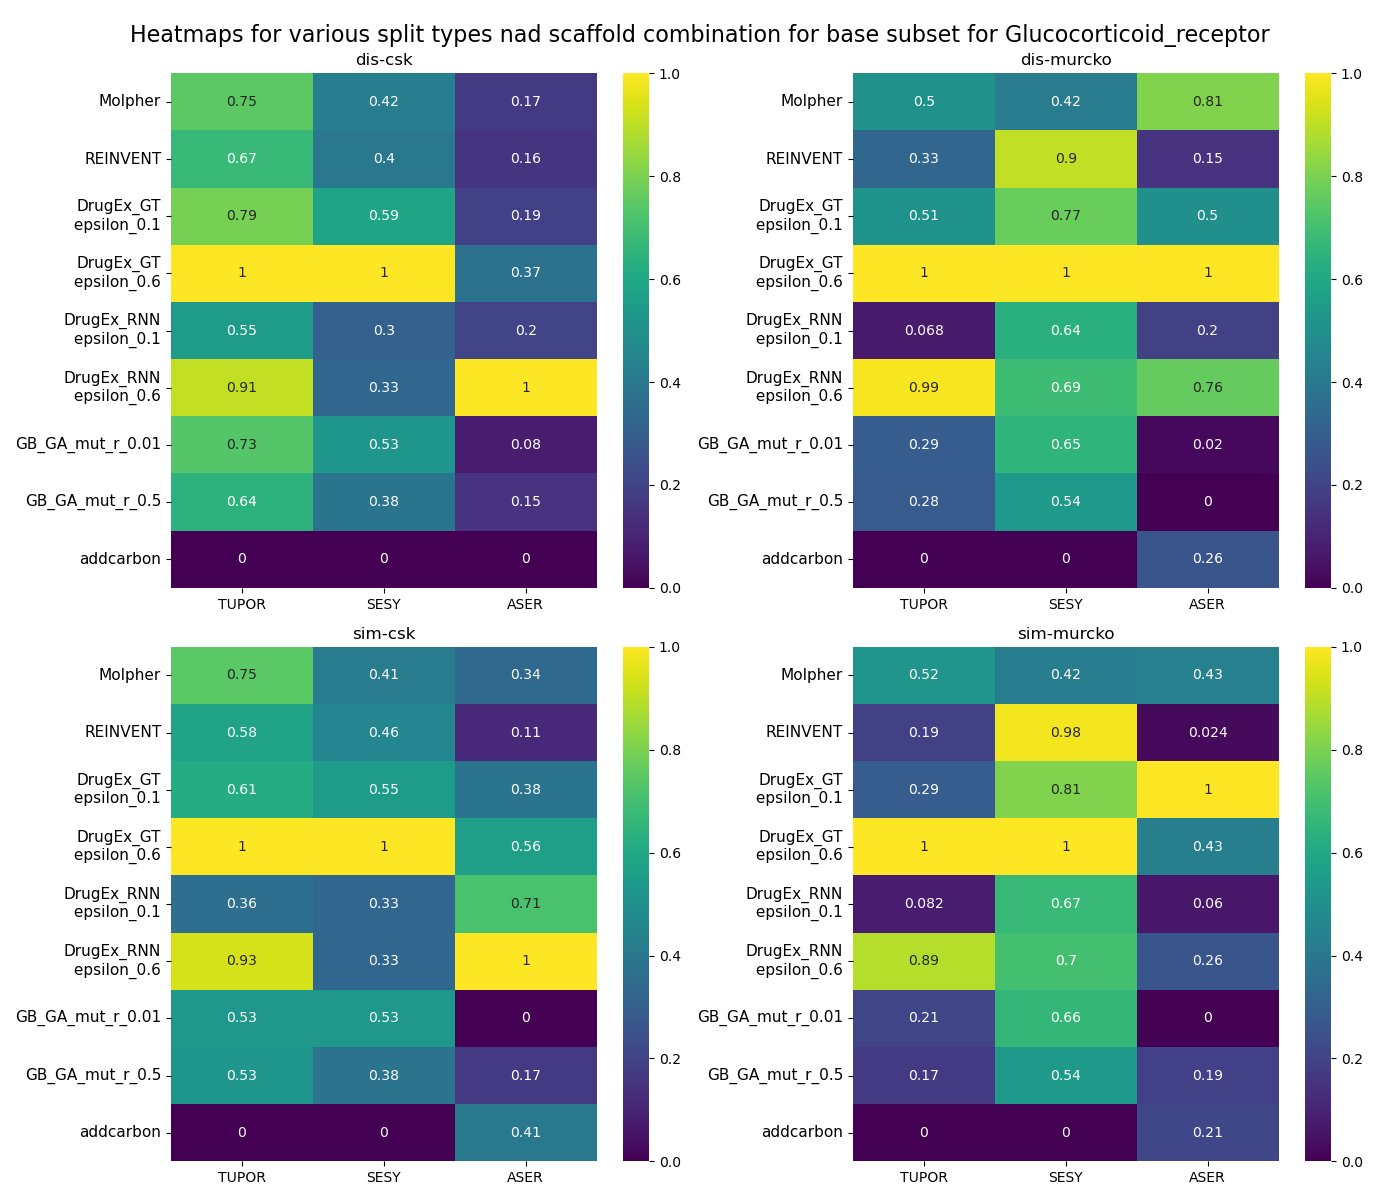 Heatmaps for various split types nad scaffold combination for base subset for Glucocorticoid_receptor
dis-csk
Molpher 0.75 0.42 0.17
REINVENT 0.67 0.4 0.16
DrugEx_GT
epsilon_0.1 0.79 0.59 0.19
DrugEx_GT
epsilon_0.6 1 1 0.37
DrugEx_RNN
epsilon_0.1 0.55 0.3 0.2
DrugEx_RNN
epsilon_0.6 0.91 0.33 1
GB_GA_mut_r_0.01 0.73 0.53 0.08
GB_GA_mut_r_0.5 0.64 0.38 0.15
addcarbon 0 0 0
TUPOR SESY ASER
1.0
0.8
0.6
0.4
0.2
0.0
dis-murcko
Molpher 0.5 0.42 0.81
REINVENT 0.33 0.9 0.15
DrugEx_GT
epsilon_0.1 0.51 0.77 0.5
DrugEx_GT
epsilon_0.6 1 1 1
DrugEx_RNN
epsilon_0.1 0.068 0.64 0.2
DrugEx_RNN
epsilon_0.6 0.99 0.69 0.76
GB_GA_mut_r_0.01 0.29 0.65 0.02
GB_GA_mut_r_0.5 0.28 0.54 0
addcarbon 0 0 0.26
TUPOR SESY ASER
1.0
0.8
0.6
0.4
0.2
0.0
sim-csk
Molpher 0.75 0.41 0.34
REINVENT 0.58 0.46 0.11
DrugEx_GT
epsilon_0.1 0.61 0.55 0.38
DrugEx_GT
epsilon_0.6 1 1 0.56
DrugEx_RNN
epsilon_0.1 0.36 0.33 0.71
DrugEx_RNN
epsilon_0.6 0.93 0.33 1
GB_GA_mut_r_0.01 0.53 0.53 0
GB_GA_mut_r_0.5 0.53 0.38 0.17
addcarbon 0 0 0.41
TUPOR SESY ASER
1.0
0.8
0.6
0.4
0.2
0.0
sim-murcko
Molpher 0.52 0.42 0.43
REINVENT 0.19 0.98 0.024
DrugEx_GT
epsilon_0.1 0.29 0.81 1
DrugEx_GT
epsilon_0.6 1 1 0.43
DrugEx_RNN
epsilon_0.1 0.082 0.67 0.06
DrugEx_RNN
epsilon_0.6 0.89 0.7 0.26
GB_GA_mut_r_0.01 0.21 0.66 0
GB_GA_mut_r_0.5 0.17 0.54 0.19
addcarbon 0 0 0.21
TUPOR SESY ASER
1.0
0.8
0.6
0.4
0.2
0.0